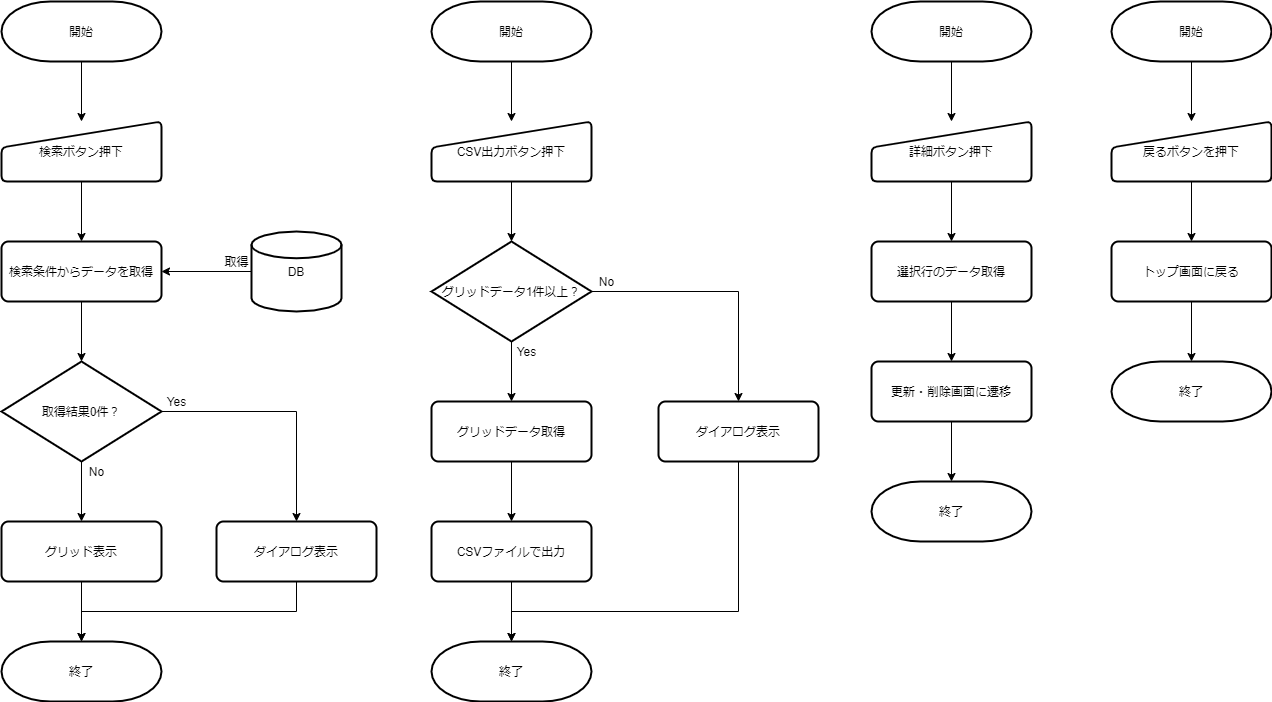 開始
検索ボタン押下
検索条件からデータを取得
取得
DB
取得結果0件？
Yes
No
グリッド表示
ダイアログ表示
終了
開始
CSV出力ボタン押下
グリッドデータ1件以上？
No
Yes
グリッドデータ取得
ダイアログ表示
CSVファイルで出力
終了
開始
詳細ボタン押下
選択行のデータ取得
更新・削除画面に遷移
終了
開始
戻るボタンを押下
トップ画面に戻る
終了